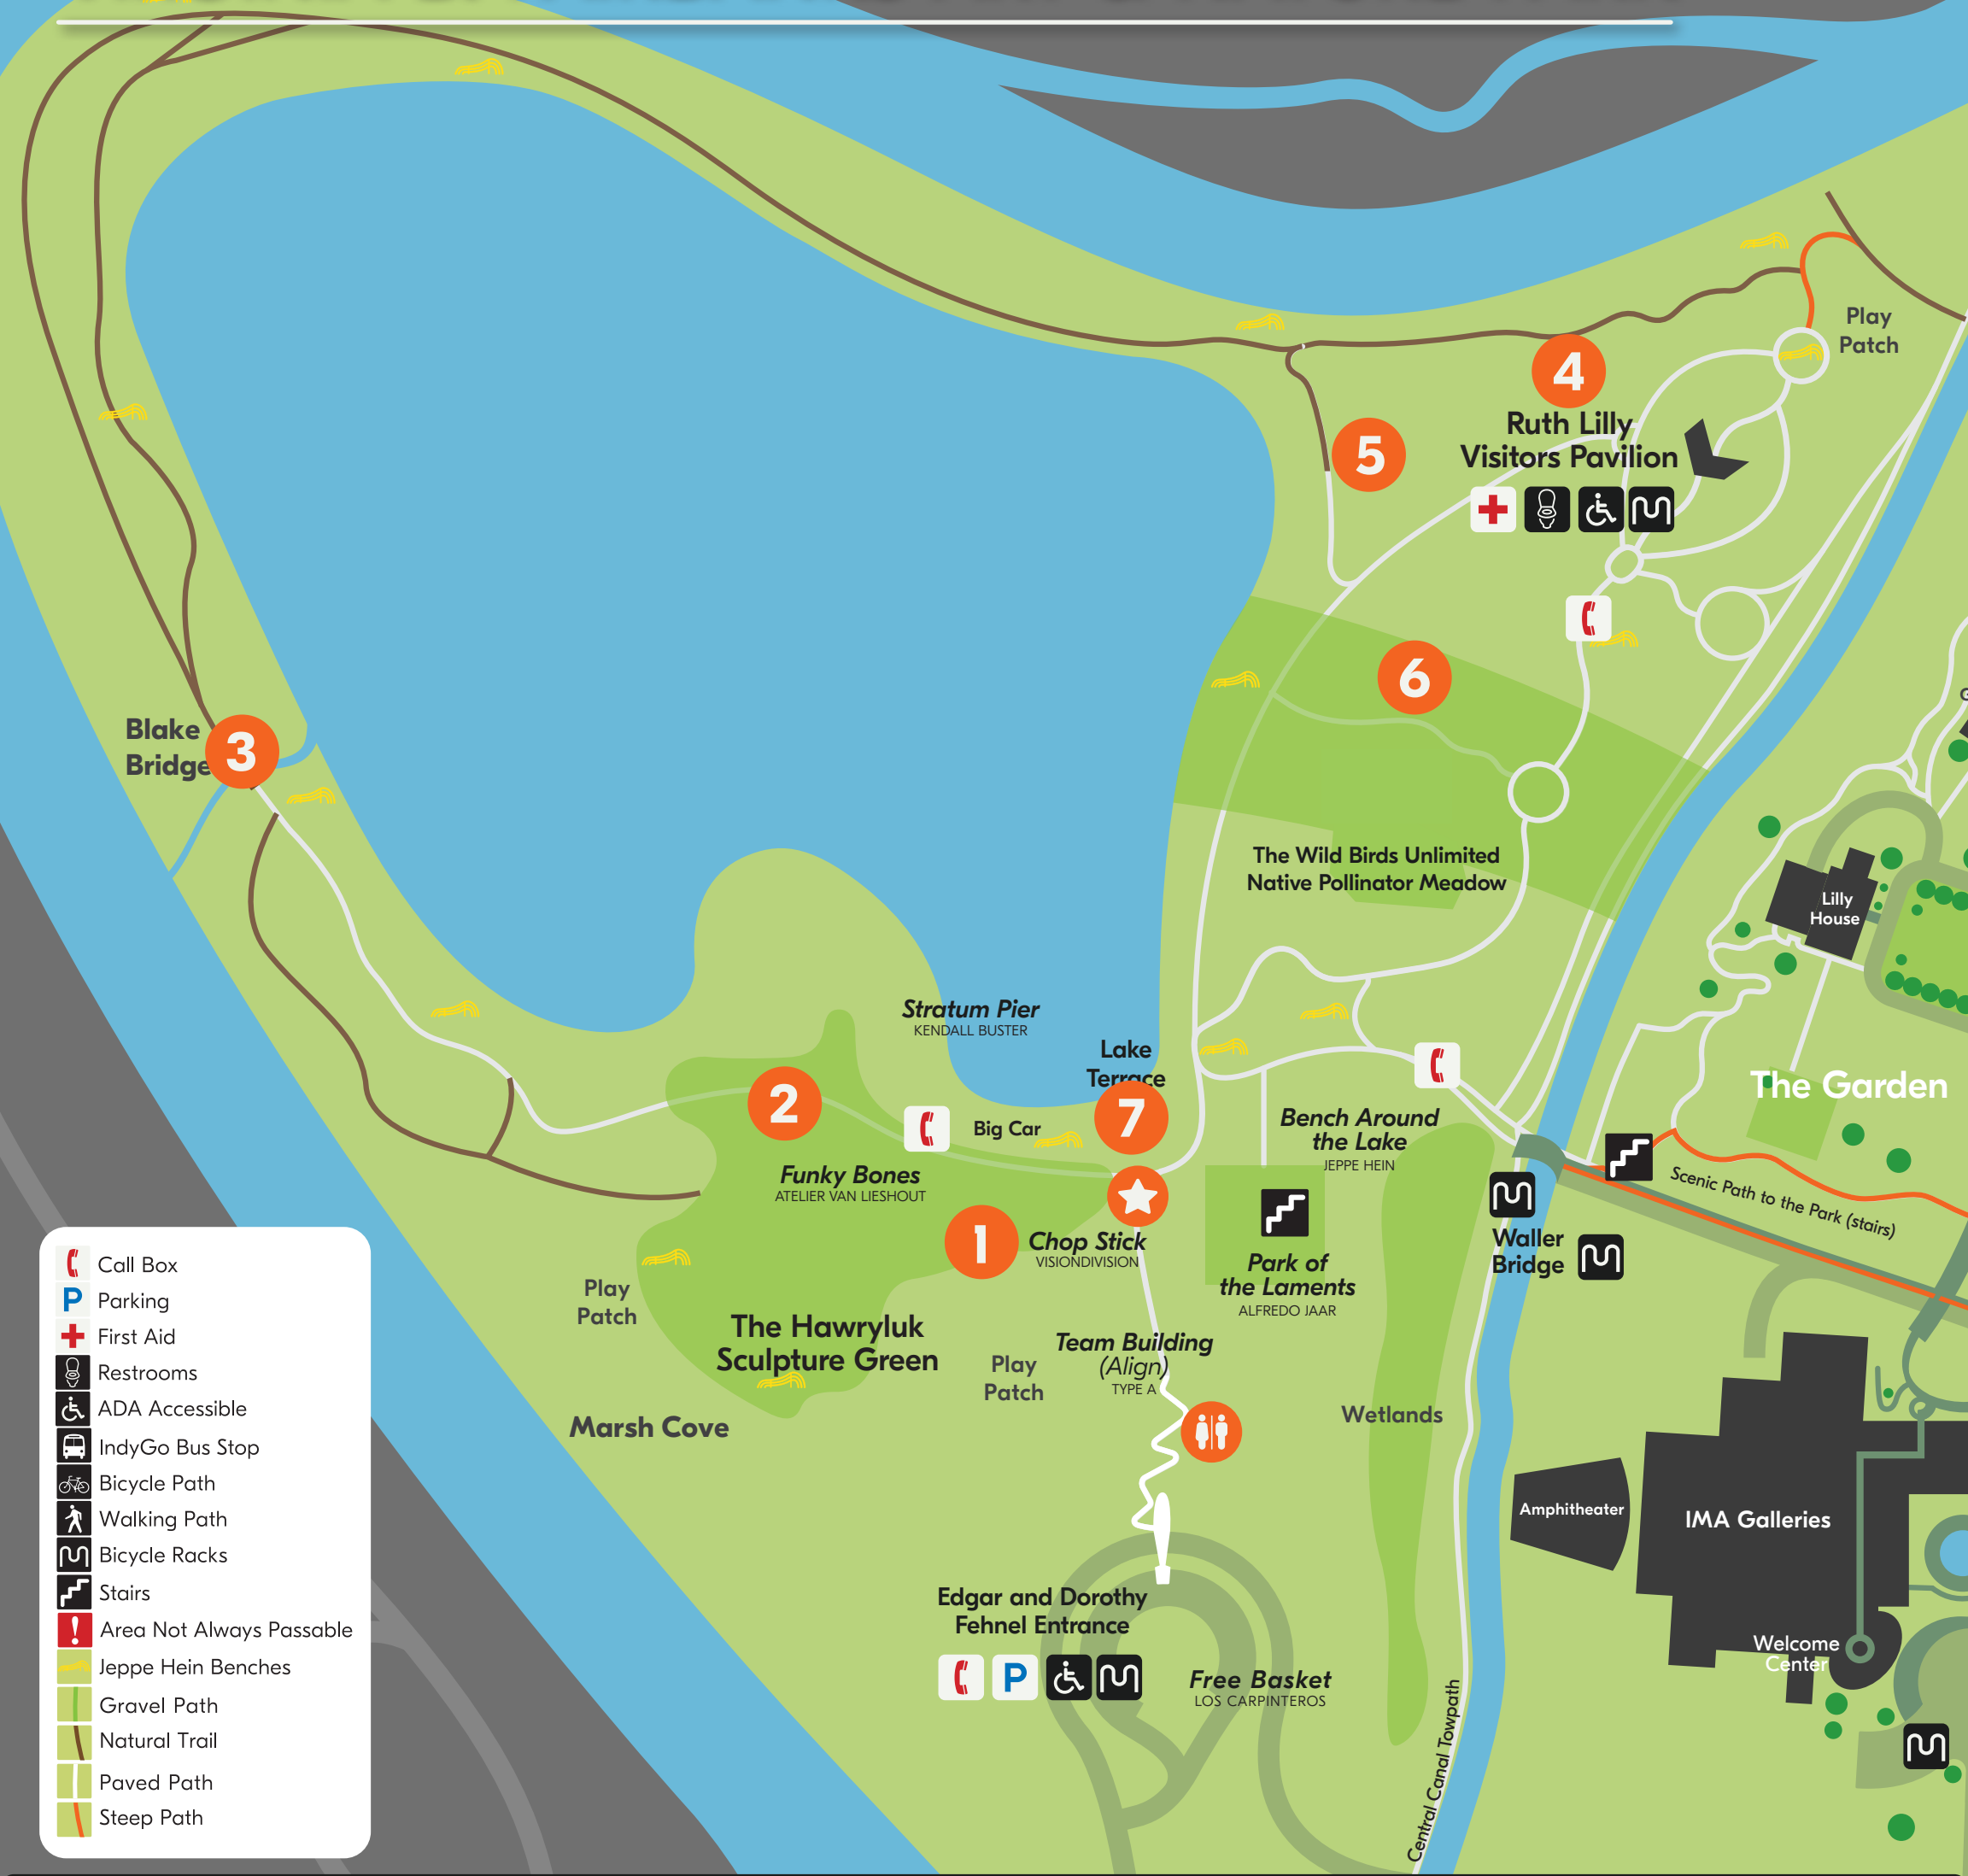 Play
Patch
4
Ruth Lilly
Visitors Pavilion
5
6
Blake
Bridge
3
The Wild Birds Unlimited
Native Pollinator Meadow
Lilly
House
Stratum Pier
KENDALL BUSTER
Lake
Terrace
7
2
Big Car
Bench Around
the Lake
JEPPE HEIN
The Garden
Funky Bones
ATELIER VAN LIESHOUT
Scenic Path to the Park (stairs)
1
Chop Stick
VISIONDIVISION
Waller
Bridge
Park of
the Laments
ALFREDO JAAR
Play
Patch
The Hawryluk
Sculpture Green
Team Building
(Align)
TYPE A
Play
Patch
Marsh Cove
Wetlands
Amphitheater
IMA Galleries
Edgar and Dorothy
Fehnel Entrance
P
Free Basket
LOS CARPINTEROS
Welcome
Center
Central Canal Towpath
Call Box
P Parking
First Aid
Restrooms
ADA Accessible
IndyGo Bus Stop
Bicycle Path
Walking Path
Bicycle Racks
Stairs
! Area Not Always Passable
Jeppe Hein Benches
Gravel Path
Natural Trail
Paved Path
Steep Path